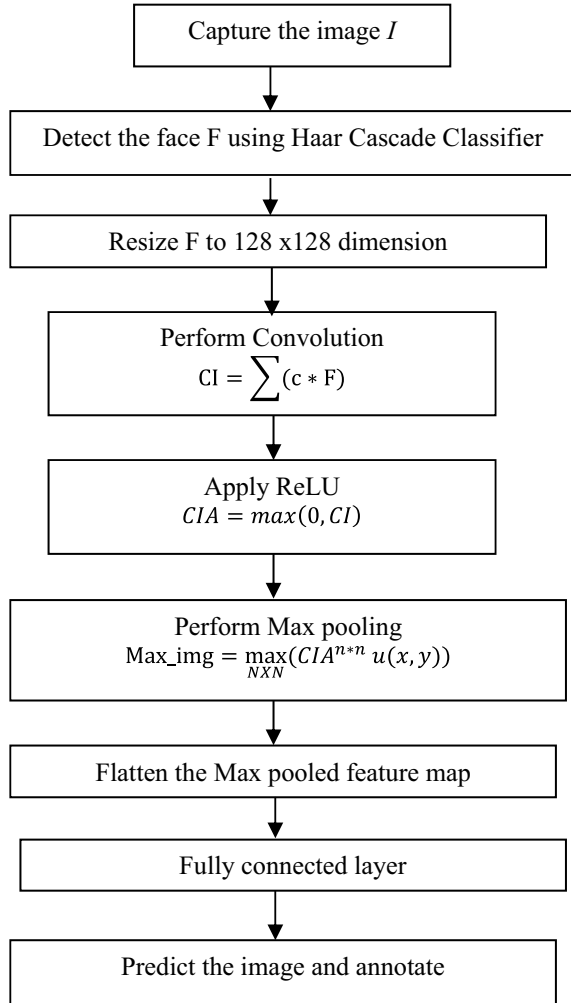 Capture the image I
Detect the face F using Haar Cascade Classifier
Resize F to 128 x128 dimension
Perform Convolution
CI = ∑(c ∗ F)
Apply ReLU
CIA = max(0, CI)
Perform Max pooling
Max_img = max(CIA^{n∗n} u(x, y))
NXN
Flatten the Max pooled feature map
Fully connected layer
Predict the image and annotate